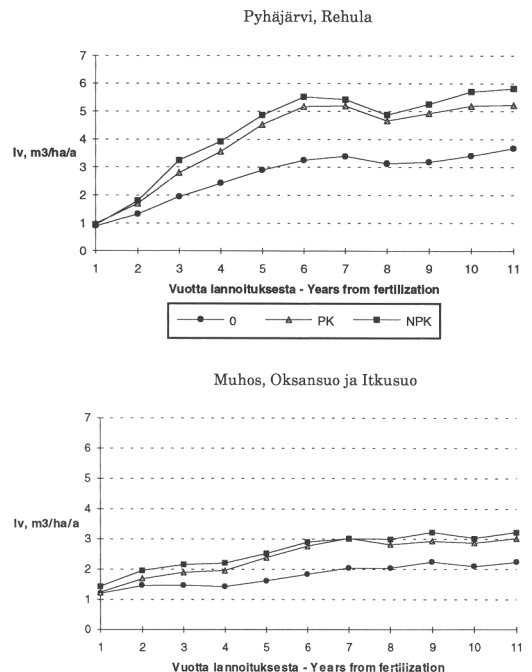 Pyhäjärvi, Rehula
7
6
5
4
3
2
1
0
Iv, m3/ha/a
1 2 3 4 5 6 7 8 9 10 11
Vuotta lannoituksesta - Years from fertilization
0 PK NPK
Muhos, Oksansuo ja Itkusuo
7
6
5
4
3
2
1
0
Iv, m3/ha/a
1 2 3 4 5 6 7 8 9 10 11
Vuotta lannoituksesta - Years from fertilization